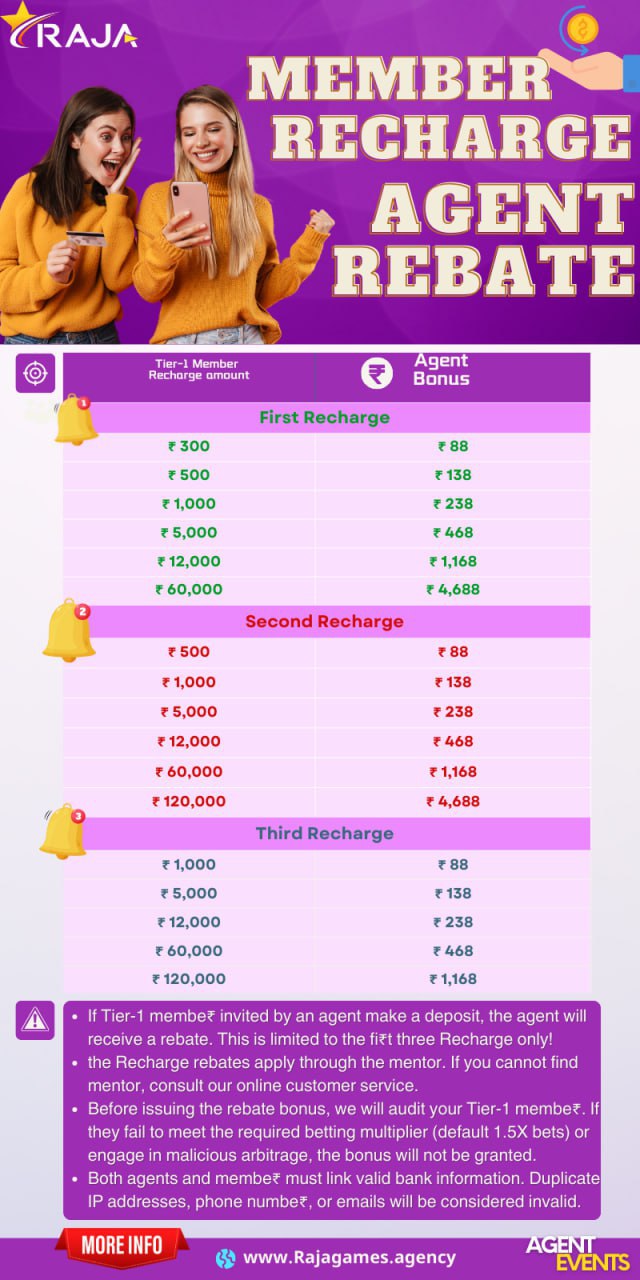 RAJA
MEMBER
RECHARGE
AGENT
REBATE
Tier-1 Member
Recharge amount
₹
Agent
Bonus
1
First Recharge
₹ 300 ₹ 88
₹ 500 ₹ 138
₹ 1,000 ₹ 238
₹ 5,000 ₹ 468
₹ 12,000 ₹ 1,168
₹ 60,000 ₹ 4,688
2
Second Recharge
₹ 500 ₹ 88
₹ 1,000 ₹ 138
₹ 5,000 ₹ 238
₹ 12,000 ₹ 468
₹ 60,000 ₹ 1,168
₹ 120,000 ₹ 4,688
3
Third Recharge
₹ 1,000 ₹ 88
₹ 5,000 ₹ 138
₹ 12,000 ₹ 238
₹ 60,000 ₹ 468
₹ 120,000 ₹ 1,168
• If Tier-1 membe₹ invited by an agent make a deposit, the agent will
receive a rebate. This is limited to the fi₹t three Recharge only!
• the Recharge rebates apply through the mentor. If you cannot find
mentor, consult our online customer service.
• Before issuing the rebate bonus, we will audit your Tier-1 membe₹. If
they fail to meet the required betting multiplier (default 1.5X bets) or
engage in malicious arbitrage, the bonus will not be granted.
• Both agents and membe₹ must link valid bank information. Duplicate
IP addresses, phone numbe₹, or emails will be considered invalid.
MORE INFO
www.Rajagames.agency
AGENT
EVENTS